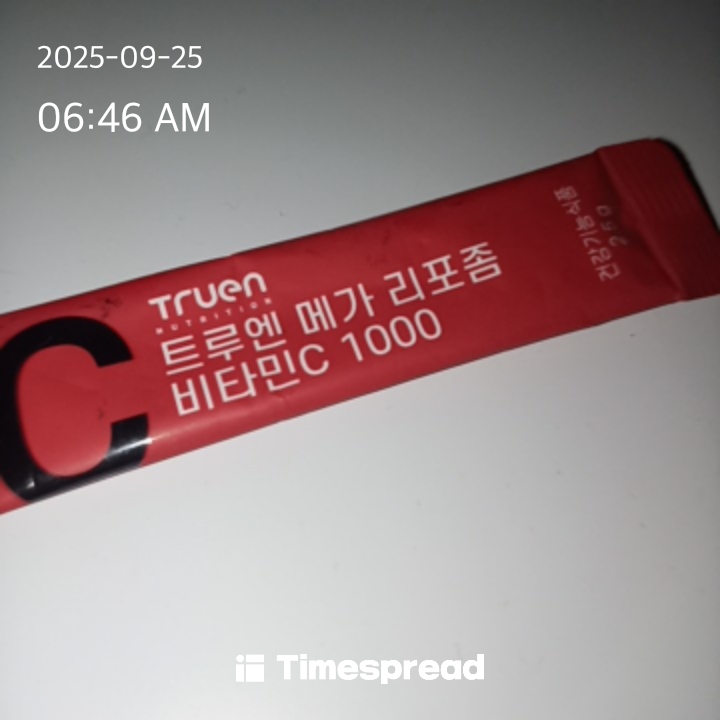 2025-09-25
06:46 AM
Truen
NUTRITION
트루엔 메가 리포좀
비타민C 1000
C
건강기능식품
2g
Timespread